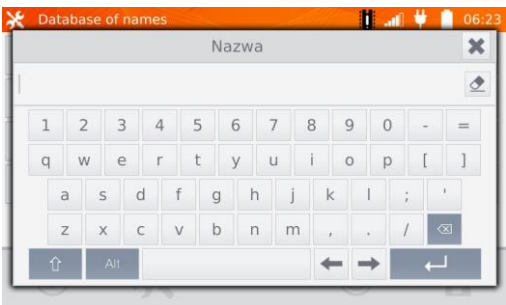 Database of names 06:23
Nazwa
1 2 3 4 5 6 7 8 9 0 - =
q w e r t y u i o p [ ]
a s d f g h j k l ; '
z x c v b n m , . /
Alt